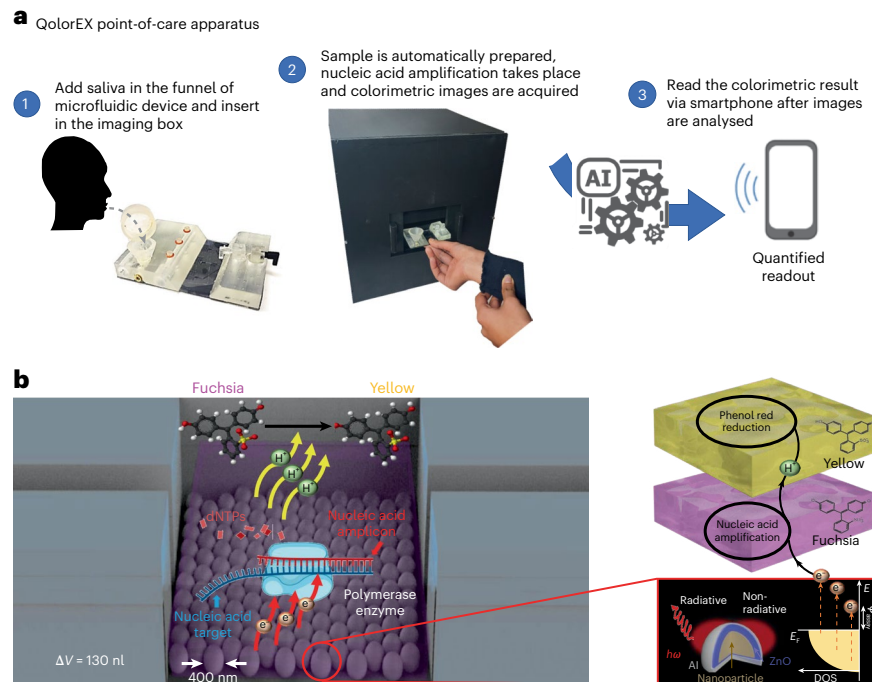 a QolorEX point-of-care apparatus
1
Add saliva in the funnel of
microfluidic device and insert
in the imaging box
2
Sample is automatically prepared,
nucleic acid amplification takes place
and colorimetric images are acquired
3
Read the colorimetric result
via smartphone after images
are analysed
AI
Quantified
readout
b
Fuchsia
Yellow
H+
H+
H+
dNTPs
Nucleic acid
amplicon
Polymerase
enzyme
Nucleic acid
target
e-
e-
e-
ΔV = 130 nl
400 nm
Phenol red
reduction
H+
Yellow
Nucleic acid
amplification
Fuchsia
e-
e-
e-
E
Radiative
Non-
radiative
EF
ħω
Al
ZnO
Nanoparticle
DOS